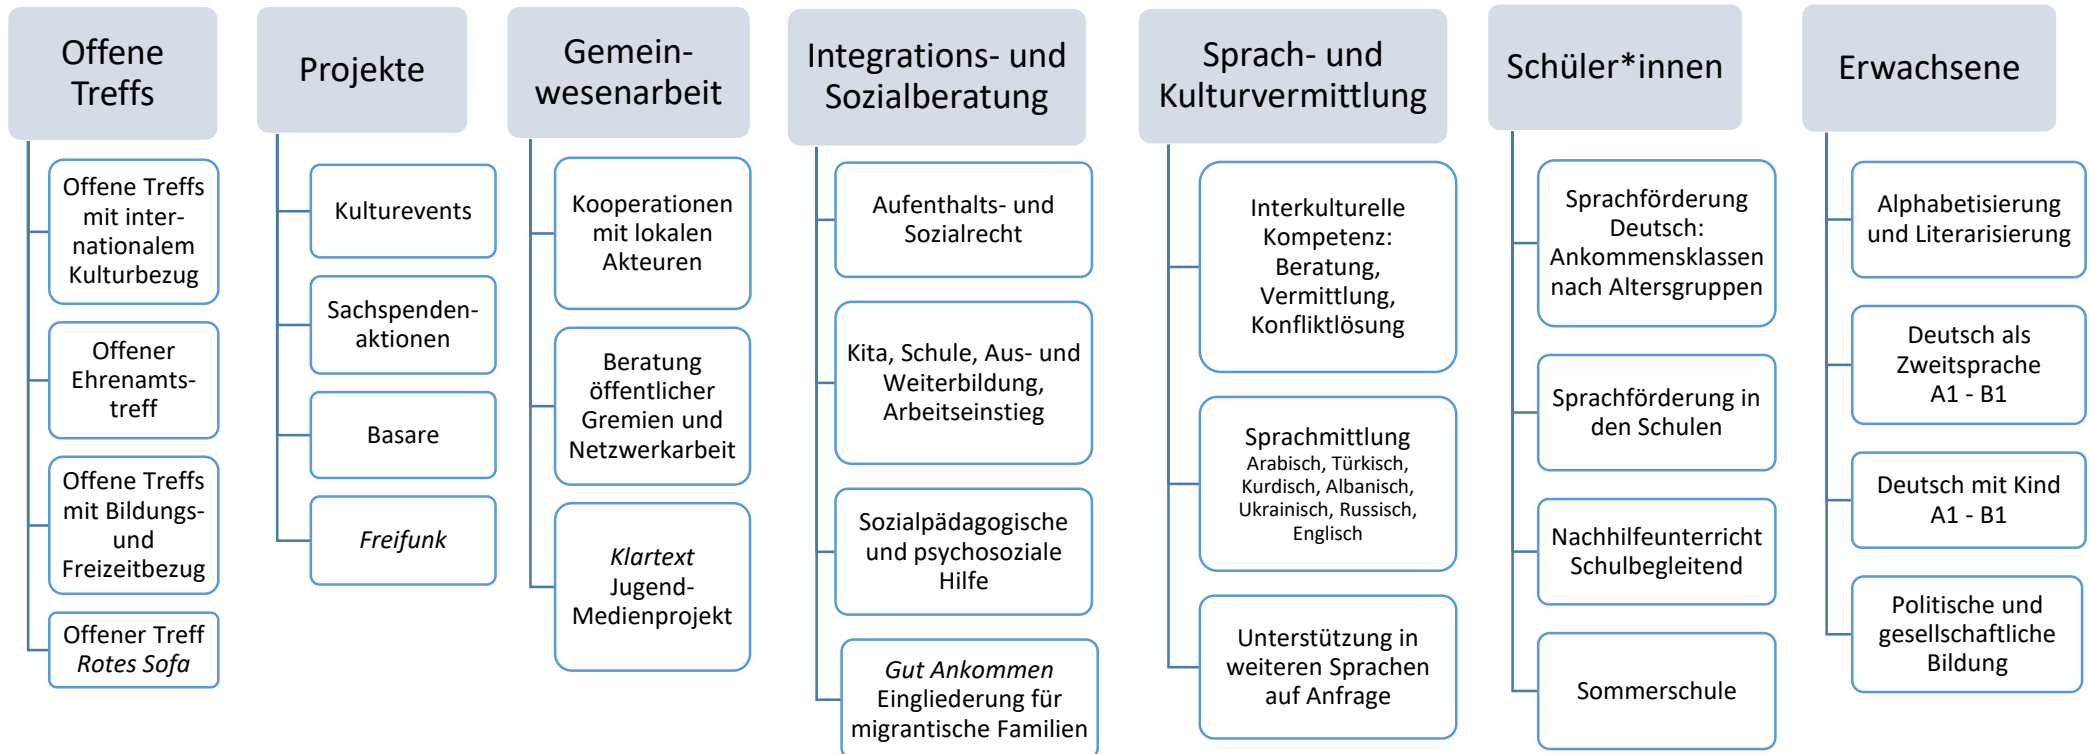 Offene
Treffs
Offene Treffs
mit inter-
nationalem
Kulturbezug
Offener
Ehrenamts-
treff
Offene Treffs
mit Bildungs-
und
Freizeitbezug
Offener Treff
Rotes Sofa
Projekte
Kulturevents
Sachspenden-
aktionen
Basare
Freifunk
Gemein-
wesenarbeit
Kooperationen
mit lokalen
Akteuren
Beratung
öffentlicher
Gremien und
Netzwerkarbeit
Klartext
Jugend-
Medienprojekt
Integrations- und
Sozialberatung
Aufenthalts- und
Sozialrecht
Kita, Schule, Aus- und
Weiterbildung,
Arbeitseinstieg
Sozialpädagogische
und psychosoziale
Hilfe
Gut Ankommen
Eingliederung für
migrantische Familien
Sprach- und
Kulturvermittlung
Interkulturelle
Kompetenz:
Beratung,
Vermittlung,
Konfliktlösung
Sprachmittlung
Arabisch, Türkisch,
Kurdisch, Albanisch,
Ukrainisch, Russisch,
Englisch
Unterstützung in
weiteren Sprachen
auf Anfrage
Schüler*innen
Sprachförderung
Deutsch:
Ankommensklassen
nach Altersgruppen
Sprachförderung in
den Schulen
Nachhilfeunterricht
Schulbegleitend
Sommerschule
Erwachsene
Alphabetisierung
und Literarisierung
Deutsch als
Zweitsprache
A1 - B1
Deutsch mit Kind
A1 - B1
Politische und
gesellschaftliche
Bildung